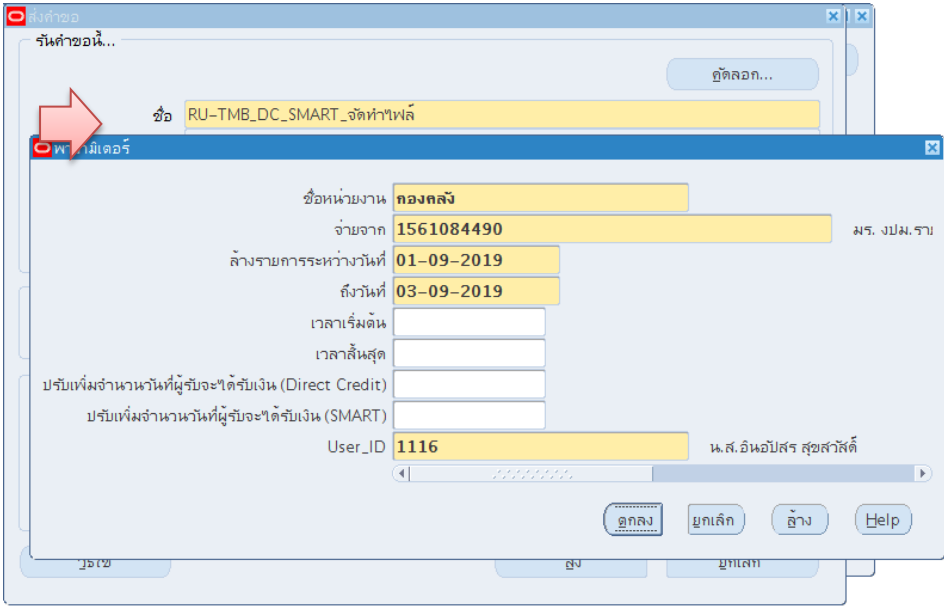 ส่งคำขอ
รันคำขอนี้...
คัดลอก...
ชื่อ RU-TMB_DC_SMART_จัดทำไฟล์
พารามิเตอร์
ชื่อหน่วยงาน กองคลัง
จ่ายจาก 1561084490 มร. งปม.ราย
ล้างรายการระหว่างวันที่ 01-09-2019
ถึงวันที่ 03-09-2019
เวลาเริ่มต้น
เวลาสิ้นสุด
ปรับเพิ่มจำนวนวันที่ผู้รับจะได้รับเงิน (Direct Credit)
ปรับเพิ่มจำนวนวันที่ผู้รับจะได้รับเงิน (SMART)
User_ID 1116 น.ส.อินอปัสร สุขสวัสดิ์
ตกลง ยกเลิก ล้าง Help
วิธีใช้ ส่ง ยกเลิก